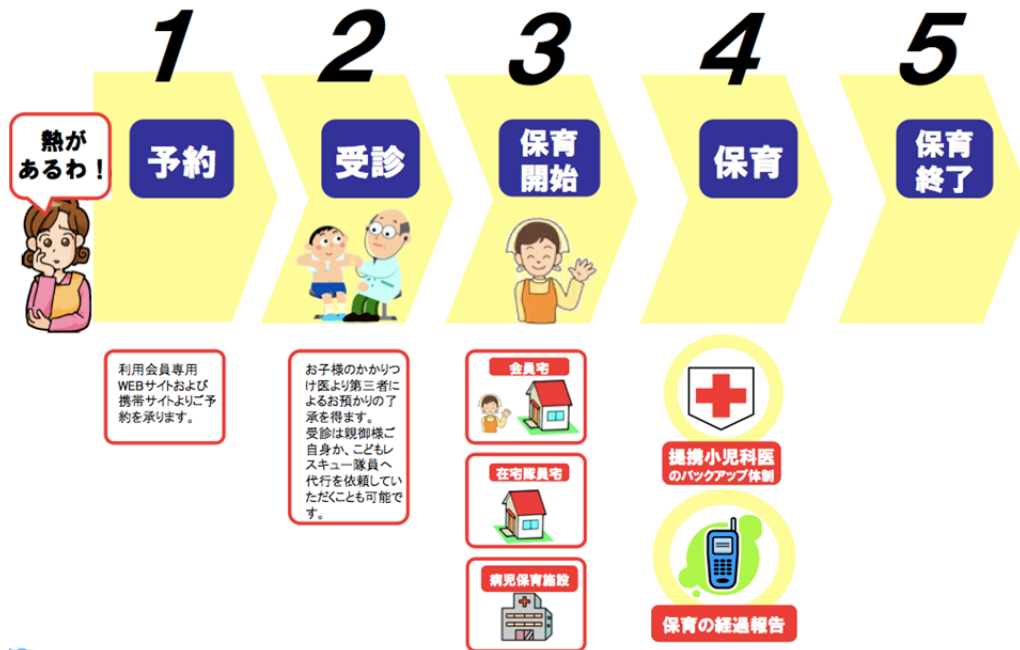 1
2
3
4
5
熱が
あるわ！
予約
受診
保育
開始
保育
保育
終了
利用会員専用
WEBサイトおよび
携帯サイトよりご予
約を承ります。
お子様のかかりつ
け医より第三者に
よるお預かりの了
承を得ます。
受診は親御様ご
自身か、こどもレ
スキュー隊員へ
代行を依頼してい
ただくことも可能で
す。
会員宅
在宅隊員宅
病児保育施設
提携小児科医
のバックアップ体制
保育の経過報告